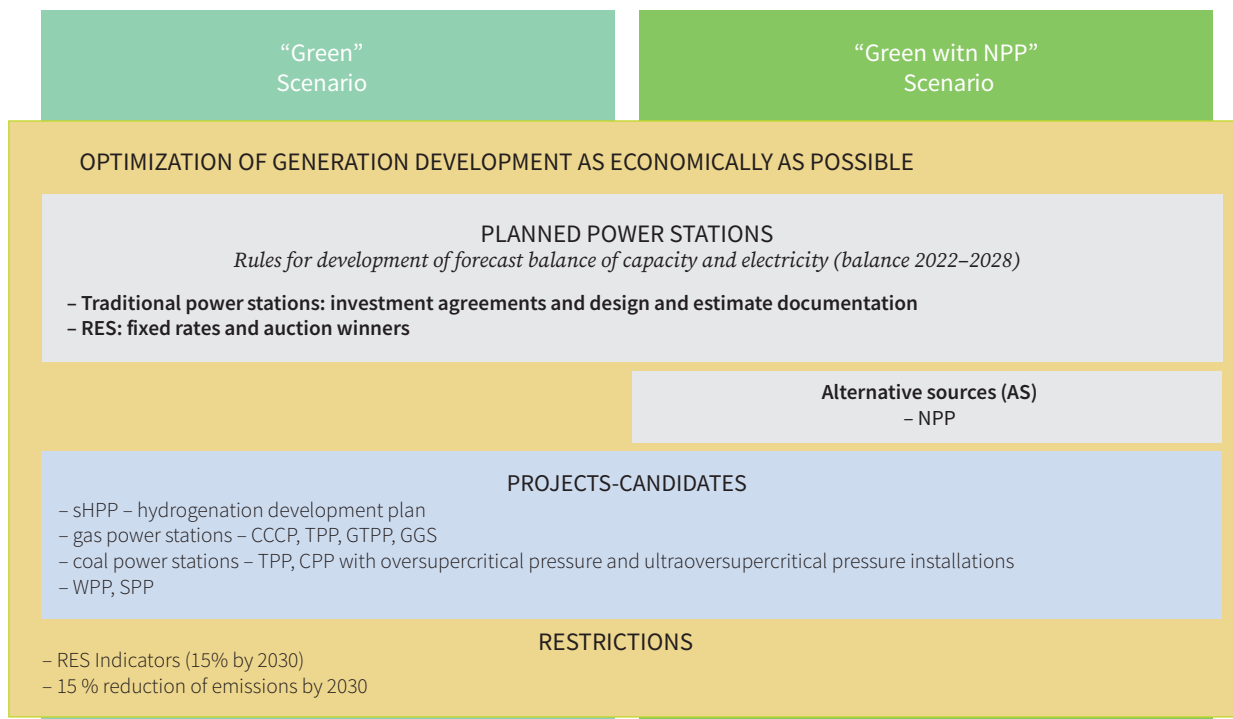 “Green”
Scenario
“Green witn NPP”
Scenario
OPTIMIZATION OF GENERATION DEVELOPMENT AS ECONOMICALLY AS POSSIBLE
PLANNED POWER STATIONS
Rules for development of forecast balance of capacity and electricity (balance 2022–2028)
– Traditional power stations: investment agreements and design and estimate documentation
– RES: fixed rates and auction winners
Alternative sources (AS)
– NPP
PROJECTS-CANDIDATES
– sHPP – hydrogenation development plan
– gas power stations – CCCP, TPP, GTPP, GGS
– coal power stations – TPP, CPP with oversupercritical pressure and ultraoversupercritical pressure installations
– WPP, SPP
RESTRICTIONS
– RES Indicators (15% by 2030)
– 15 % reduction of emissions by 2030